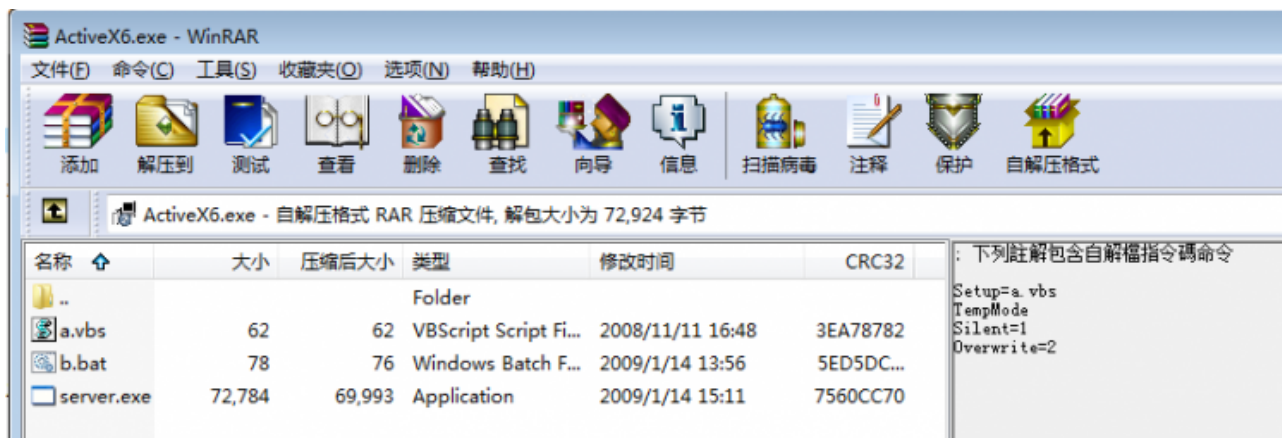 ActiveX6.exe - WinRAR
文件(F) 命令(C) 工具(S) 收藏夹(O) 选项(N) 帮助(H)
添加 解压到 测试 查看 删除 查找 向导 信息 扫描病毒 注释 保护 自解压格式
ActiveX6.exe - 自解压格式 RAR 压缩文件, 解包大小为 72,924 字节
名称 大小 压缩后大小 类型 修改时间 CRC32
.. Folder
a.vbs 62 62 VBScript Script Fi... 2008/11/11 16:48 3EA78782
b.bat 78 76 Windows Batch F... 2009/1/14 13:56 5ED5DC...
server.exe 72,784 69,993 Application 2009/1/14 15:11 7560CC70
; 下列註解包含自解檔指令碼命令
Setup=a.vbs
TempMode
Silent=1
Overwrite=2